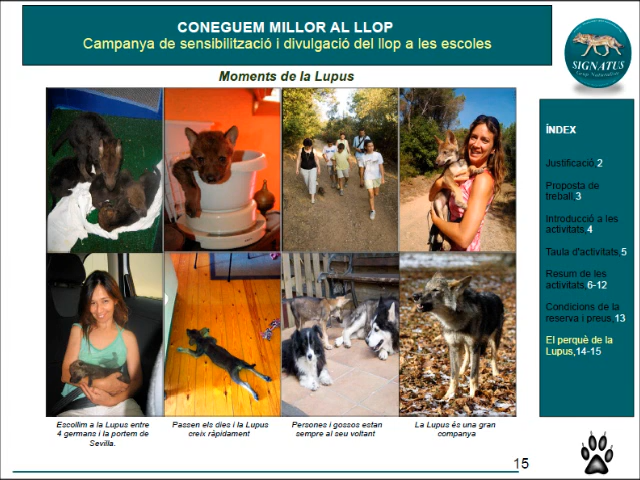 CONEGUEM MILLOR AL LLOP
Campanya de sensibilització i divulgació del llop a les escoles
SIGNATUS
Moments de la Lupus
ÍNDEX
Justificació,2
Proposta de
treball,3
Introducció a les
activitats,4
Taula d'activitats,5
Resum de les
activitats,6-12
Condicions de la
reserva i preus,13
El perquè de la
Lupus,14-15
Escollim a la Lupus entre
4 germans i la portem de
Sevilla.
Passen els dies i la Lupus
creix ràpidament
Persones i gossos estan
sempre al seu voltant
La Lupus és una gran
companya
15